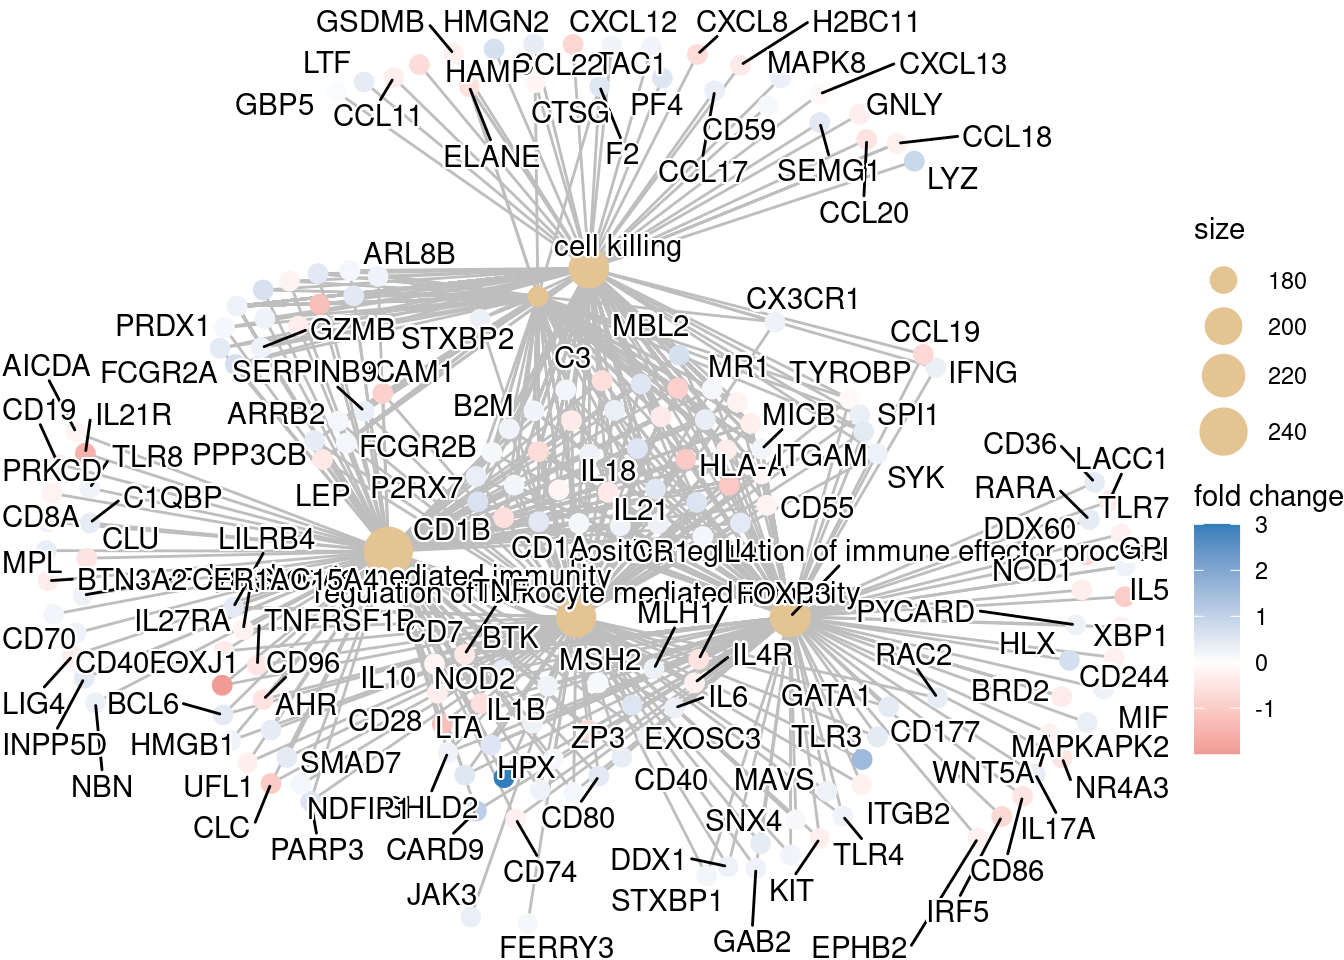 GSDMB HMGN2 CXCL12 CXCL8 H2BC11
LTF HAMP CCL22 TAC1 MAPK8 CXCL13
GBP5 CCL11 CTSG PF4 GNLY
CD59 CCL18
ELANE F2 CCL17 SEMG1 LYZ
CCL20
cell killing
ARL8B
CX3CR1
PRDX1 GZMB STXBP2 MBL2 CCL19
AICDA FCGR2A SERPINB9 C3 MR1 TYROBP IFNG
CD19 IL21R ARRB2 B2M MICB SPI1
PRKCD TLR8 PPP3CB FCGR2B IL18 HLA-A ITGAM CD36 LACC1
C1QBP LEP P2RX7 SYK RARA
CD8A IL21 CD55 TLR7
CLU LILRB4 CD1B DDX60
CD1A positive regulation of immune effector process GPI
MPL BTN3A2 mediated immunity NOD1
regulation of leukocyte mediated immunity IL5
IL27RA TNFRSF1B FOXP3 MLH1 PYCARD
CD70 CD7 BTK HLX XBP1
CD40 FOXJ1 CD96 MSH2 IL4R RAC2
LIG4 BCL6 AHR IL10 NOD2 IL6 GATA1 BRD2 CD244
INPP5D HMGB1 CD28 LTA IL1B ZP3 EXOSC3 TLR3 CD177 MIF
NBN UFL1 SMAD7 HPX CD40 MAVS WNT5A MAPKAPK2
NR4A3
CLC NDFIP1 SHLD2 CD80 SNX4 ITGB2 IL17A
PARP3 CARD9 CD74 DDX1 TLR4 CD86
JAK3 STXBP1 KIT IRF5
FERRY3 GAB2 EPHB2
size
180
200
220
240
fold change
3
2
1
0
-1